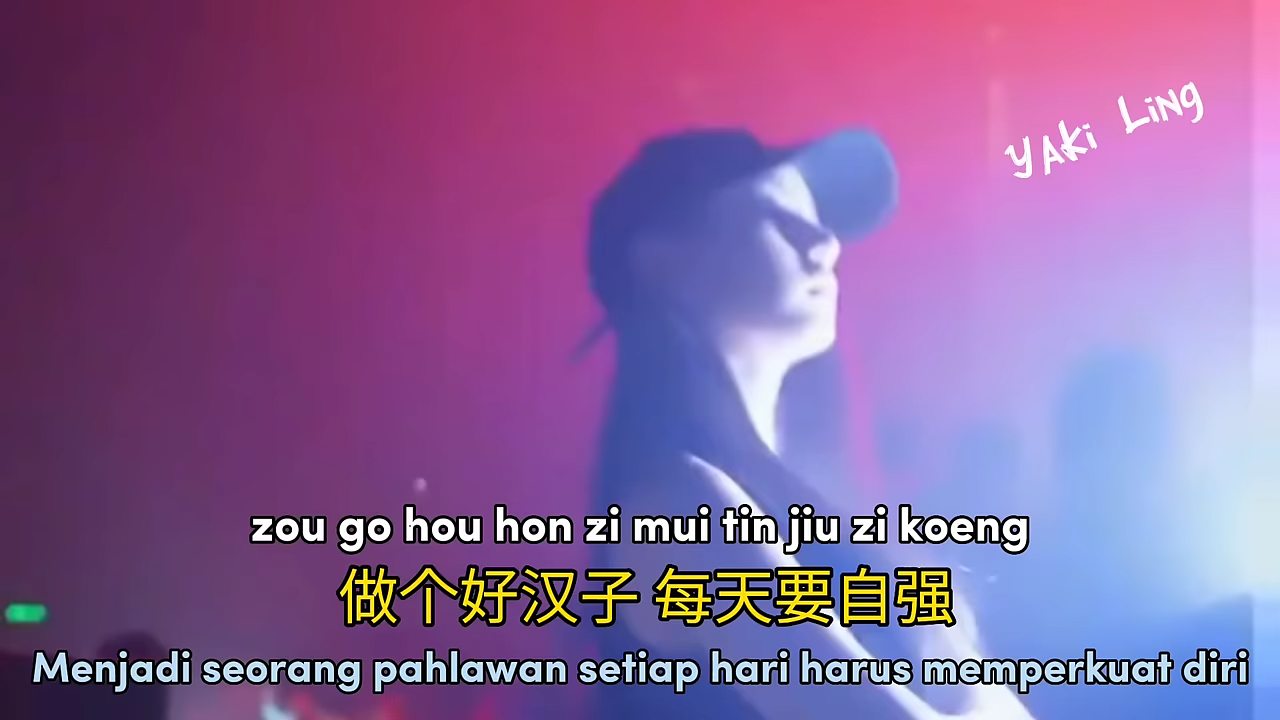 YAKi LiNg
zou go hou hon zi mui tin jiu zi koeng
做个好汉子 每天要自强
Menjadi seorang pahlawan setiap hari harus memperkuat diri